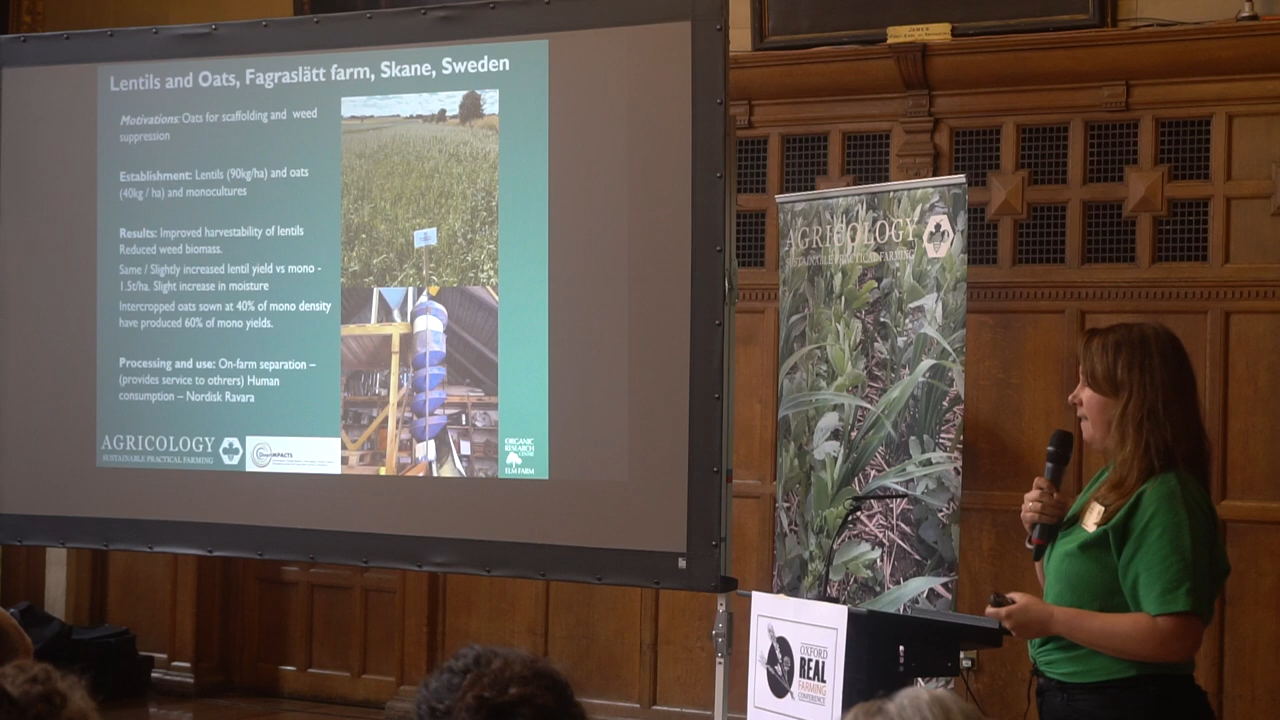 Lentils and Oats, Fagraslätt farm, Skane, Sweden
Motivations: Oats for scaffolding and weed
suppression
Establishment: Lentils (90kg/ha) and oats
(40kg / ha) and monocultures
Results: Improved harvestability of lentils
Reduced weed biomass.
Same / Slightly increased lentil yield vs mono -
1.5t/ha. Slight increase in moisture
Intercropped oats sown at 40% of mono density
have produced 60% of mono yields.
Processing and use: On-farm separation –
(provides service to othrers) Human
consumption – Nordisk Ravara
AGRICOLOGY
SUSTAINABLE PRACTICAL FARMING
IMPACTS
ORGANIC
RESEARCH
CENTRE
ELM FARM
AGRICOLOGY
SUSTAINABLE PRACTICAL FARMING
JAMES
OXFORD
REAL
FARMING
CONFERENCE